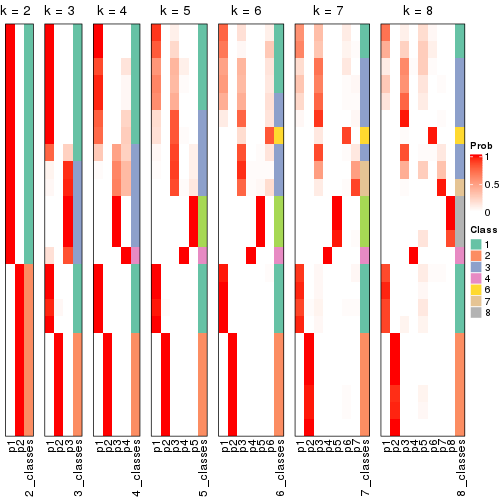 k = 2
k = 3
k = 4
k = 5
k = 6
k = 7
k = 8
Prob
1
0.5
0
Class
1
2
3
4
6
7
8
p1
p2
2_classes
p1
p2
p3
3_classes
p1
p2
p3
p4
4_classes
p1
p2
p3
p4
p5
5_classes
p1
p2
p3
p4
p5
p6
6_classes
p1
p2
p3
p4
p5
p6
p7
7_classes
p1
p2
p3
p4
p5
p6
p7
p8
8_classes